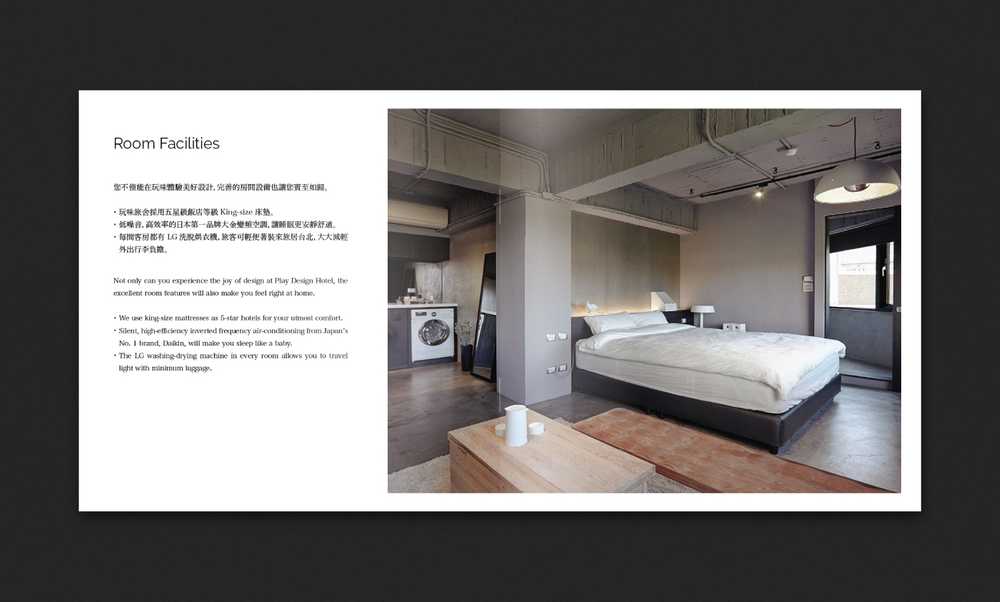 Room Facilities
您不僅能在玩味體驗美好設計, 完善的房間設備也讓您賓至如歸。
• 玩味旅舍採用五星級飯店等級 King-size 床墊。
• 低噪音, 高效率的日本第一品牌大金變頻空調, 讓睡眠更安靜舒適。
• 每間客房都有 LG 洗脫烘衣機, 旅客可輕便著裝來旅居台北, 大大減輕
外出行李負擔。
Not only can you experience the joy of design at Play Design Hotel, the
excellent room features will also make you feel right at home.
• We use king-size mattresses as 5-star hotels for your utmost comfort.
• Silent, high-efficiency inverted frequency air-conditioning from Japan's
No. 1 brand, Daikin, will make you sleep like a baby.
• The LG washing-drying machine in every room allows you to travel
light with minimum luggage.